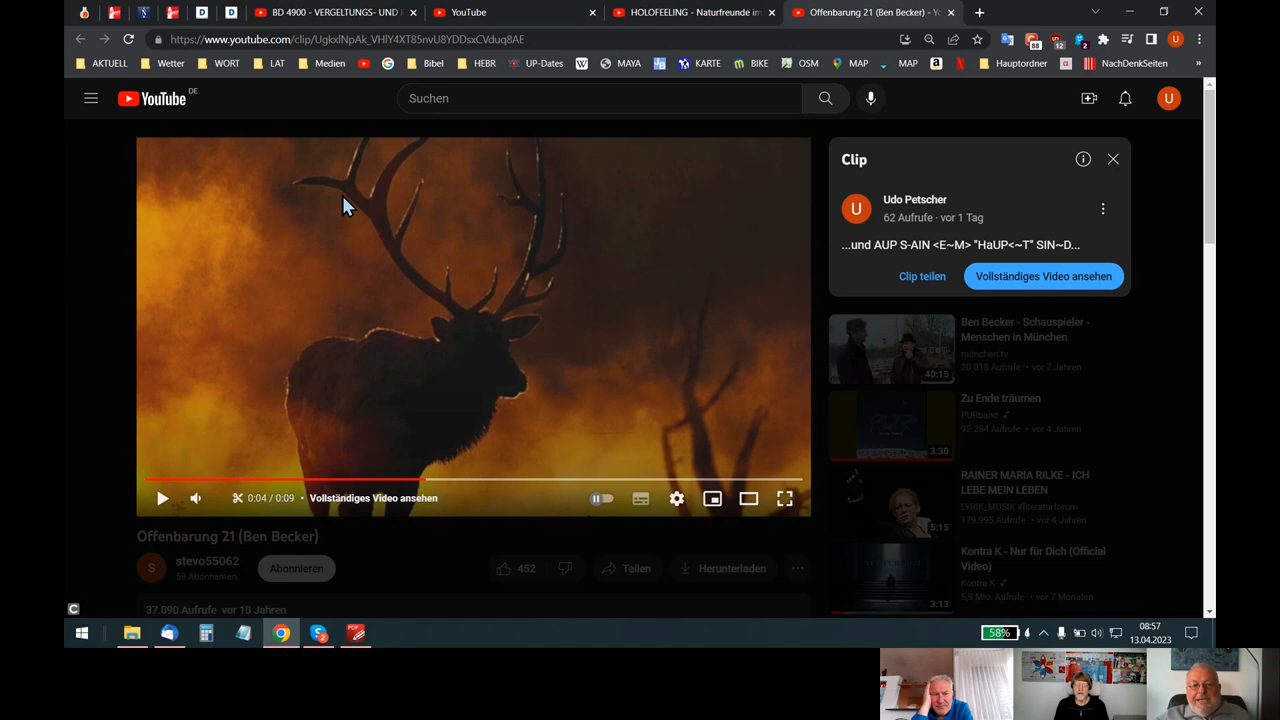 BD 4900 - VERGELTUNGS- UND
YouTube
HOLOFEELING - Naturfreunde im
Offenbarung 21 (Ben Becker) - Yo
https://www.youtube.com/clip/UgkxdNpAk_VHlY4XT85nvU8YDDsxCVduq8AE
88
12
2
U
AKTUELL
Wetter
WORT
LAT
Medien
Bibel
HEBR
UP-Dates
MAYA
KARTE
BIKE
OSM
MAP
MAP
Hauptordner
NachDenkSeiten
»
YouTube DE
Suchen
U
Clip
U
Udo Petscher
62 Aufrufe · vor 1 Tag
...und AUP S-AIN <E~M> "HaUP<~T" SIN~D...
Clip teilen
Vollständiges Video ansehen
Ben Becker - Schauspieler -
Menschen in München
münchen.tv
20.018 Aufrufe · vor 7 Jahren
40:15
Zu Ende träumen
PURband
92.284 Aufrufe · vor 4 Jahren
3:30
RAINER MARIA RILKE - ICH
LEBE MEIN LEBEN
LYRIK_MUSIK #literaturforum
179.995 Aufrufe · vor 4 Jahren
5:15
Kontra K - Nur für Dich (Official
Video)
Kontra K
5,9 Mio. Aufrufe · vor 7 Monaten
3:13
0:04 / 0:09 • Vollständiges Video ansehen
Offenbarung 21 (Ben Becker)
S
stevo55062
59 Abonnenten
Abonnieren
452
Teilen
Herunterladen
37.090 Aufrufe vor 10 Jahren
58%
08:57
13.04.2023